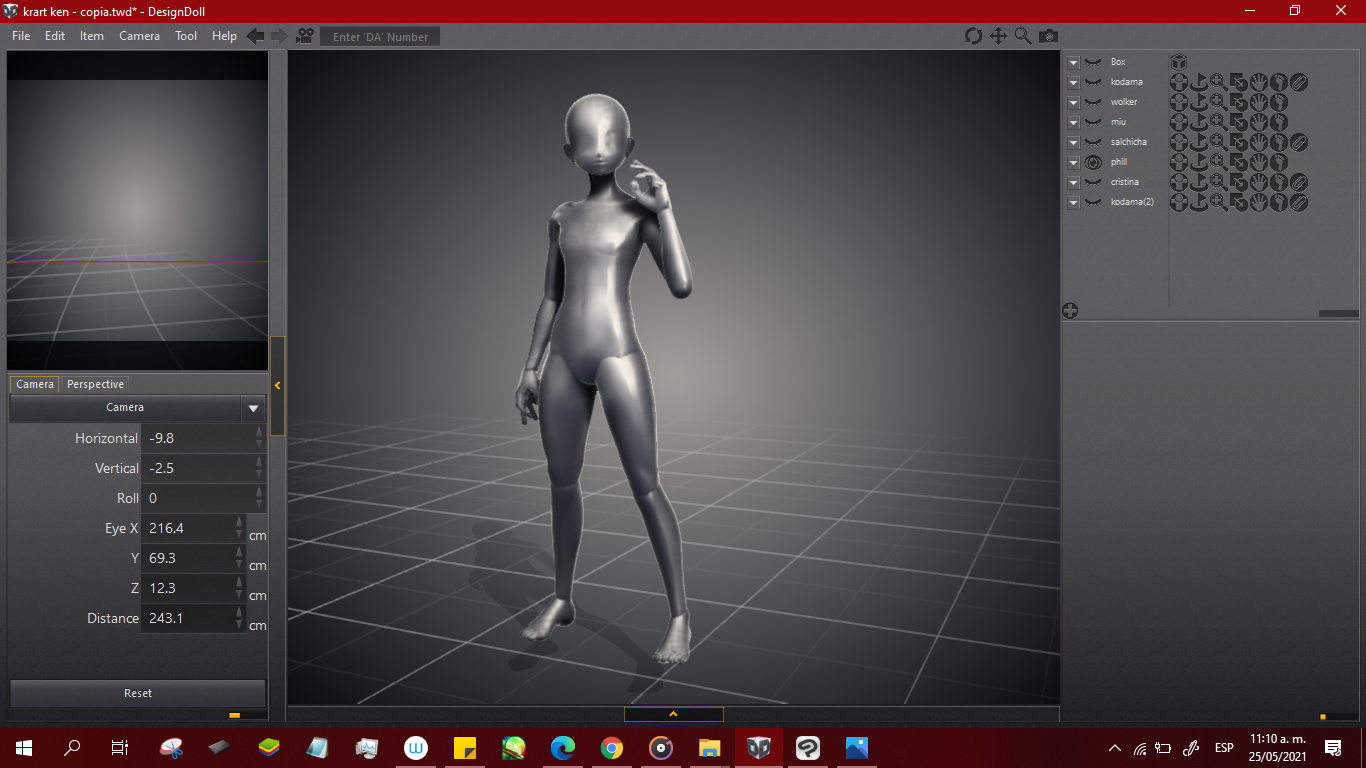 krart ken - copia.twd* - DesignDoll
File Edit Item Camera Tool Help Enter 'DA' Number
Box
kodama
wolker
miu
salchicha
phill
cristina
kodama(2)
Camera Perspective
Camera
Horizontal -9.8
Vertical -2.5
Roll 0
Eye X 216.4 cm
Y 69.3 cm
Z 12.3 cm
Distance 243.1 cm
Reset
ESP
11:10 a. m.
25/05/2021